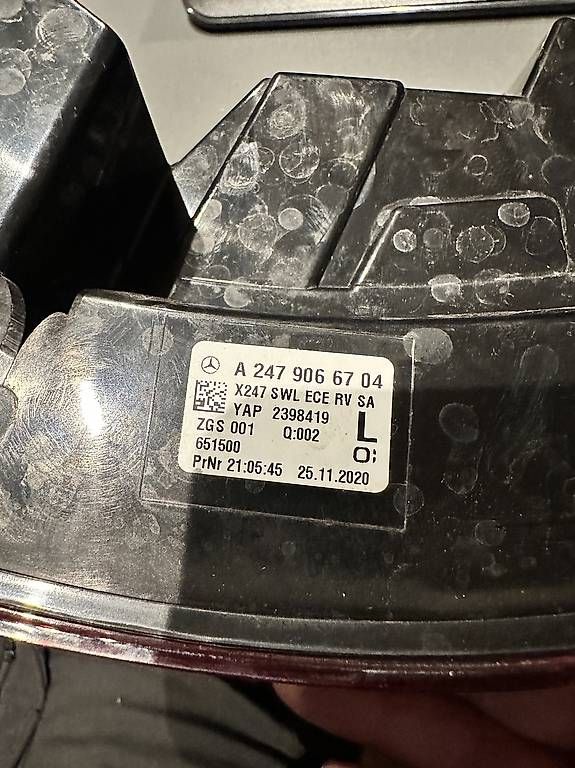 A 247 906 67 04
X247 SWL ECE RV SA
YAP 2398419
ZGS 001 Q:002
L
651500
O;
PrNr 21:05:45 25.11.2020